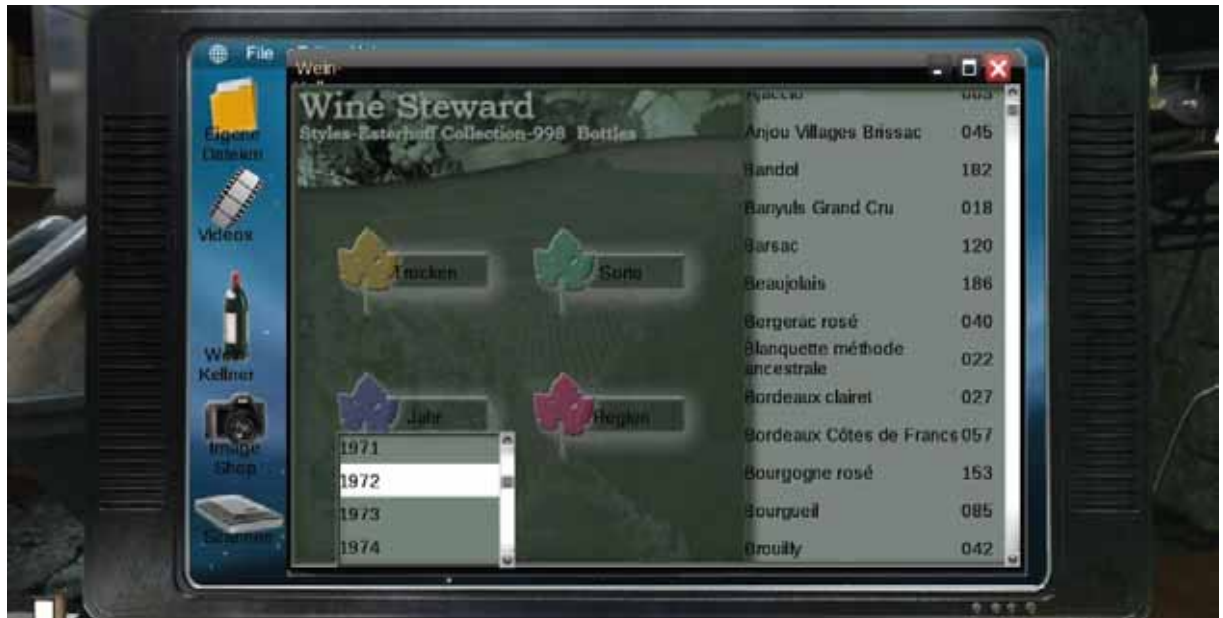 File
Wein-
Wine Steward
Styles-Esterhoff Collection-998 Bottles
Eigene
Dateien
Videox
Wein
Kellner
Image
Shop
Scanner
Trocken
Sorte
Jahr
Region
1971
1972
1973
1974
Ajaccio 003
Anjou Villages Brissac 045
Bandol 182
Banyuls Grand Cru 018
Barsac 120
Beaujolais 186
Bergerac rosé 040
Blanquette méthode
ancestrale 022
Bordeaux clairet 027
Bordeaux Côtes de Francs 057
Bourgogne rosé 153
Bourgueil 085
Brouilly 042